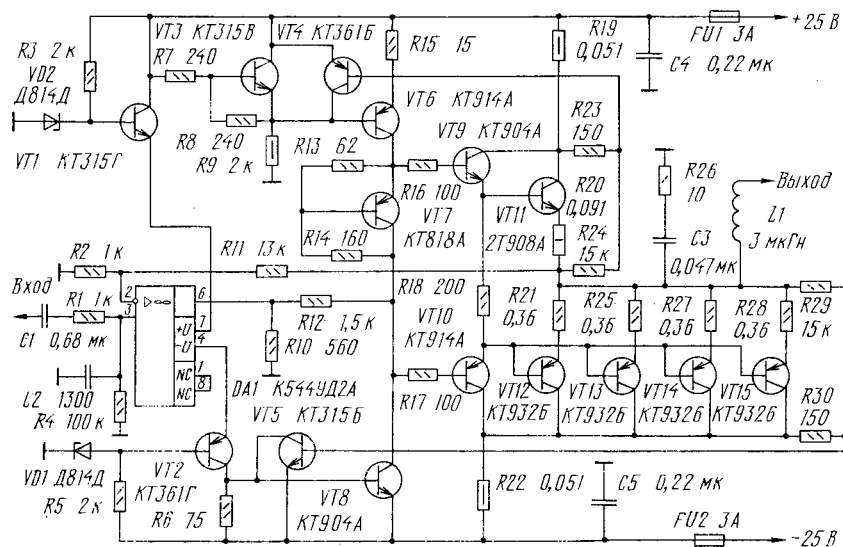 R3 2 к
VD2
Д814Д
VT1 КТ315Г
VT3 КТ315В
R7 240
VT4 КТ361Б
R8 240
R9 2 к
R15 15
VT6 КТ914А
VT9 КТ904А
R13 62
R16 100
VT7
КТ818А
R14 160
R19
0,051
FU1 3А
+25 В
C4 0,22 мк
R23
150
R20
0,091
VT11
2Т908А
R24
15 к
R26
10
C3
0,047 мк
Выход
L1
3 мкГн
R2 1 к
R11 13 к
Вход
R1 1 к
C1 0,68 мк
2
3
▷∞
6
+U 7
-U 4
NC 1
NC 8
C2 1300
R4 100 к
R12 1,5 к
R10 560
DA1 К544УД2А
R18 200
VT10
КТ914А
R17 100
R21
0,36
R25
0,36
R27
0,36
R28
0,36
R29
15 к
VT12
КТ932Б
VT13
КТ932Б
VT14
КТ932Б
VT15
КТ932Б
R30
150
VD1 Д814Д
R5 2 к
VT2
КТ361Г
R6 75
VT5
КТ315Б
VT8
КТ904А
R22 0,051
C5 0,22 мк
FU2 3А
-25 В